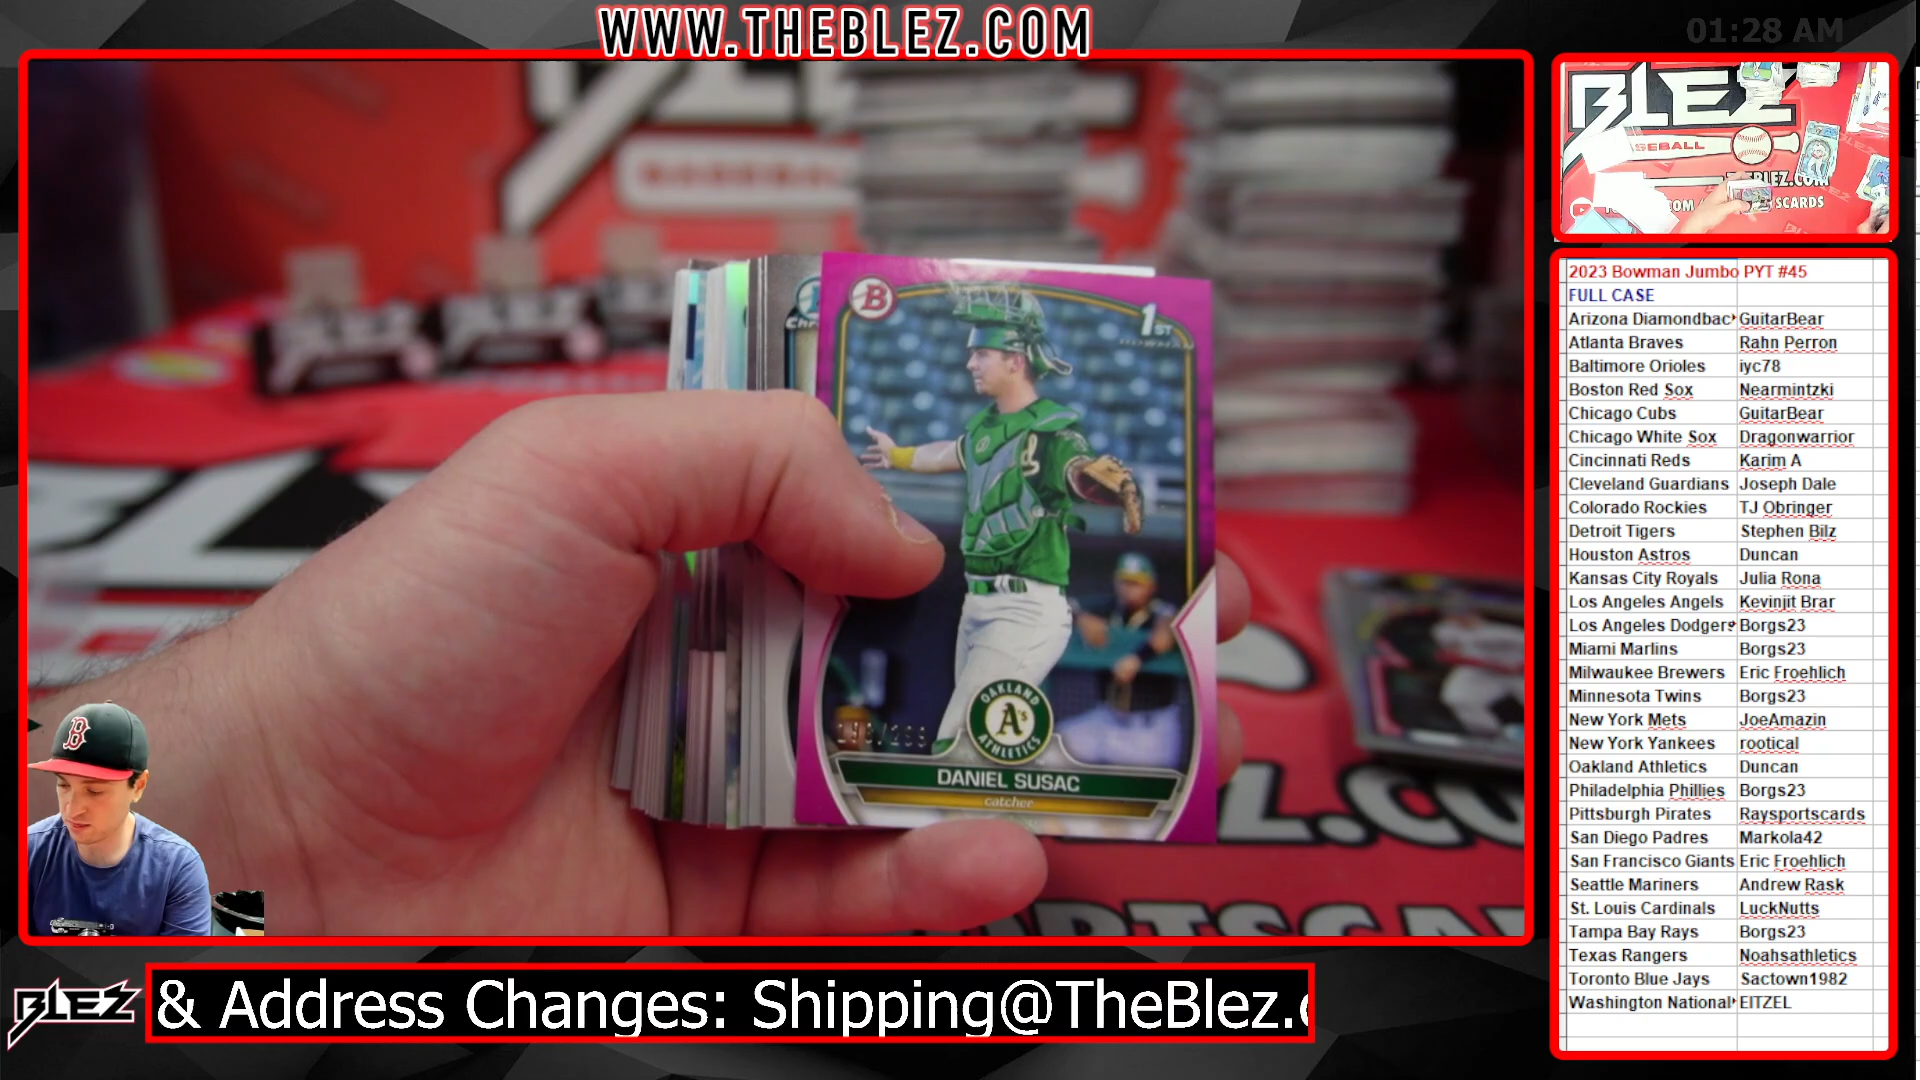 WWW.THEBLEZ.COM
01:28 AM
BLEZ
BASEBALL
B
1ST
OAKLAND
A's
ATHLETICS
DANIEL SUSAC
catcher
B
BLEZ
& Address Changes: Shipping@TheBlez.c
2023 Bowman Jumbo PYT #45
FULL CASE
Arizona Diamondbac GuitarBear
Atlanta Braves Rahn Perron
Baltimore Orioles iyc78
Boston Red Sox Nearmintzki
Chicago Cubs GuitarBear
Chicago White Sox Dragonwarrior
Cincinnati Reds Karim A
Cleveland Guardians Joseph Dale
Colorado Rockies TJ Obringer
Detroit Tigers Stephen Bilz
Houston Astros Duncan
Kansas City Royals Julia Rona
Los Angeles Angels Kevinjit Brar
Los Angeles Dodgers Borgs23
Miami Marlins Borgs23
Milwaukee Brewers Eric Froehlich
Minnesota Twins Borgs23
New York Mets JoeAmazin
New York Yankees rootical
Oakland Athletics Duncan
Philadelphia Phillies Borgs23
Pittsburgh Pirates Raysportscards
San Diego Padres Markola42
San Francisco Giants Eric Froehlich
Seattle Mariners Andrew Rask
St. Louis Cardinals LuckNutts
Tampa Bay Rays Borgs23
Texas Rangers Noahsathletics
Toronto Blue Jays Sactown1982
Washington National EITZEL